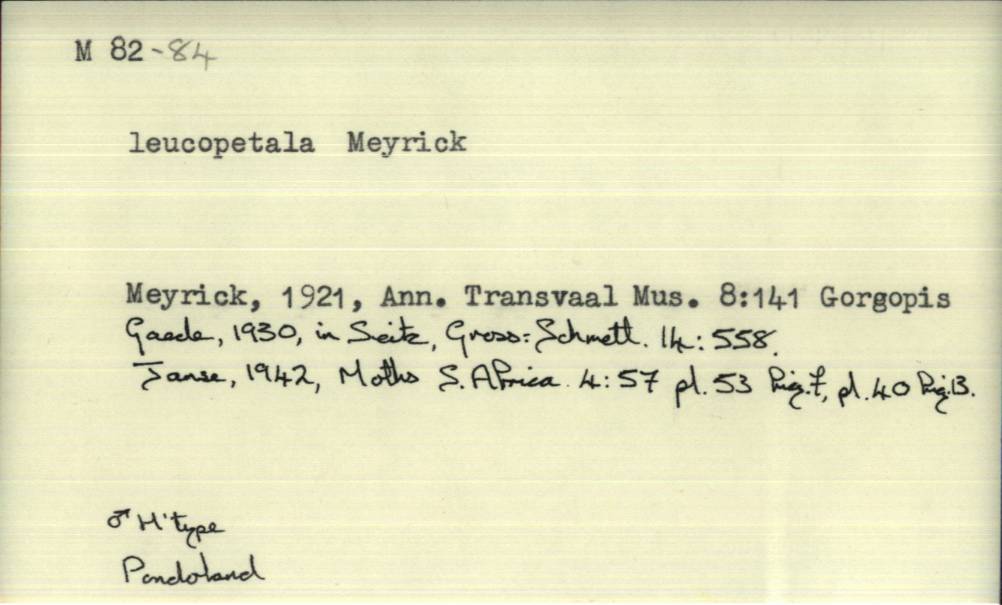 M 82-84
leucopetala Meyrick
Meyrick, 1921, Ann. Transvaal Mus. 8:141 Gorgopis
Gaede, 1930, in Seitz, Gross-Schmett. 14: 558.
Janse, 1942, Moths S. Africa. 4: 57 pl. 53 fig. f, pl. 40 fig. B.
♂ H'type
Pondoland